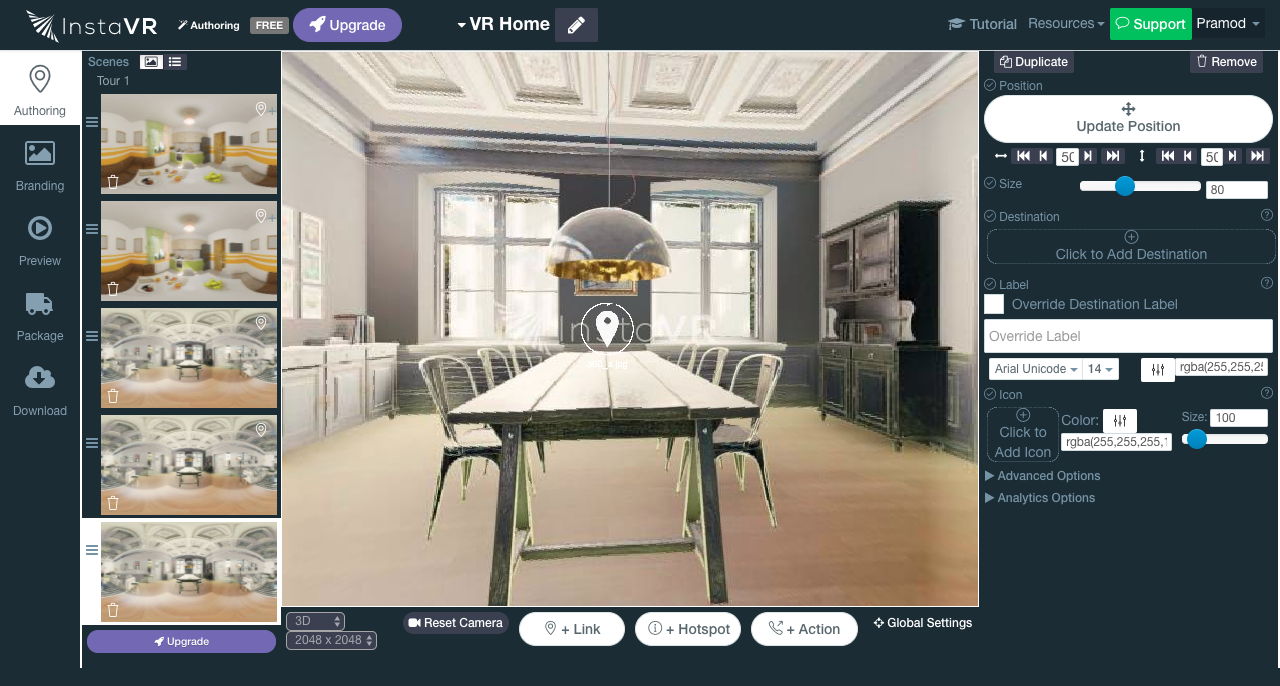 InstaVR
Authoring
FREE
Upgrade
VR Home
Tutorial
Resources
Support
Pramod
Authoring
Branding
Preview
Package
Download
Scenes
Tour 1
Upgrade
InstaVR
3D
2048 x 2048
Reset Camera
+ Link
+ Hotspot
+ Action
Global Settings
Duplicate
Remove
Position
Update Position
50
50
Size
80
Destination
Click to Add Destination
Label
Override Destination Label
Override Label
Arial Unicode
14
rgba(255,255,25
Icon
Click to
Add Icon
Color:
rgba(255,255,255,1
Size:
100
Advanced Options
Analytics Options